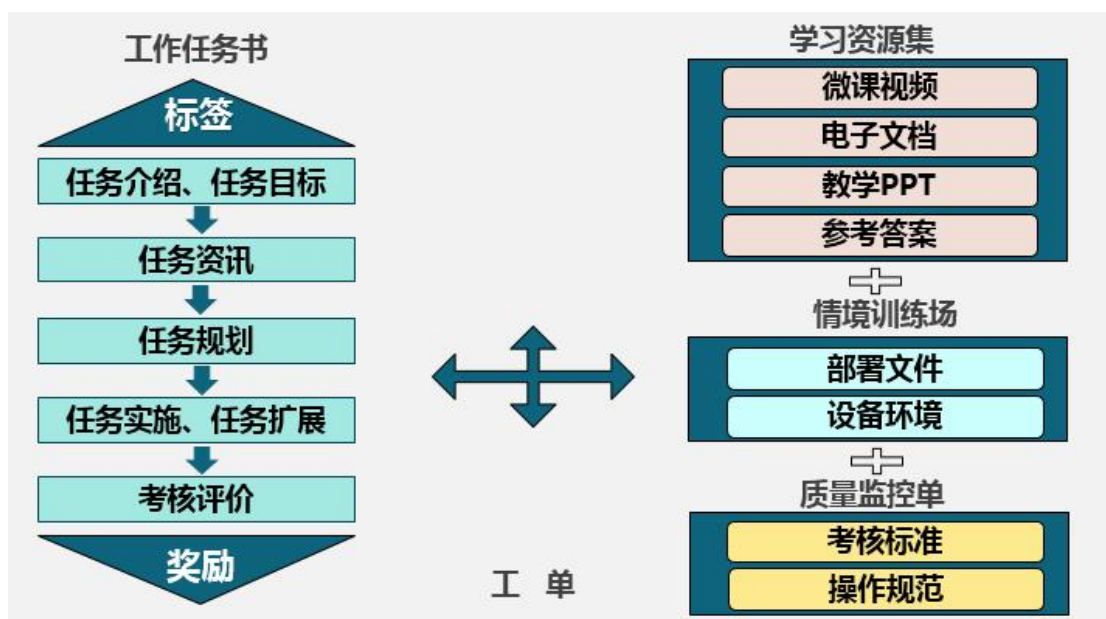 工作任务书
标签
任务介绍、任务目标
任务资讯
任务规划
任务实施、任务扩展
考核评价
奖励
工 单
学习资源集
微课视频
电子文档
教学PPT
参考答案
情境训练场
部署文件
设备环境
质量监控单
考核标准
操作规范